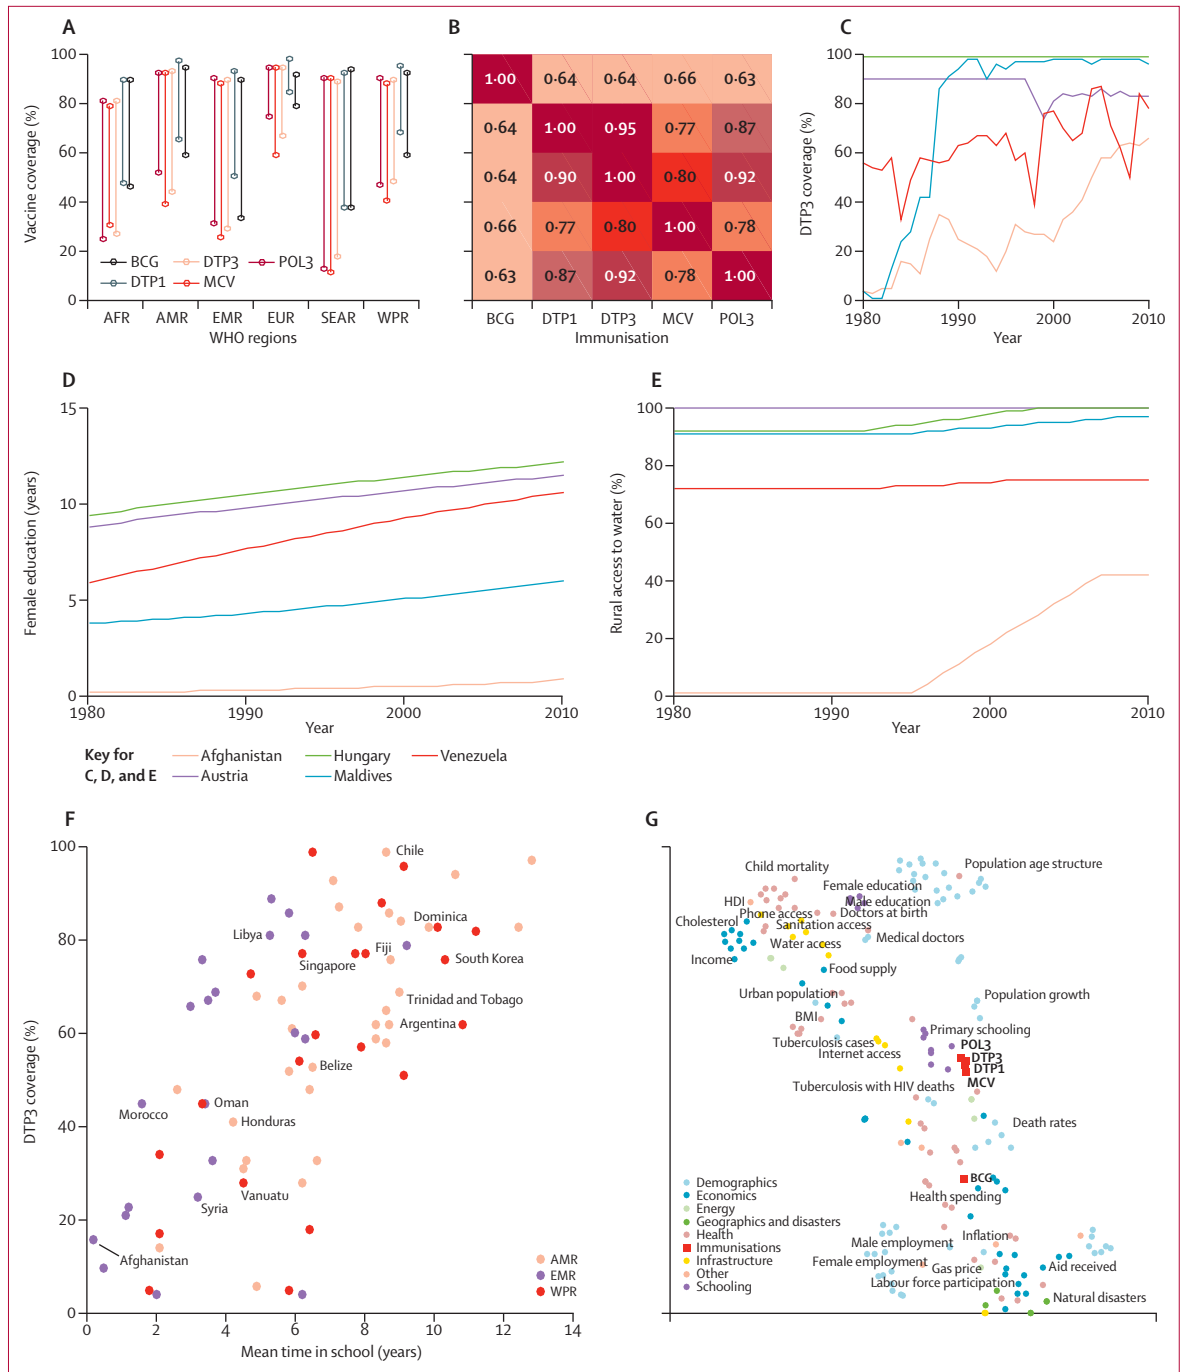 A
Vaccine coverage (%)
100
80
60
40
20
0
BCG DTP3 POL3
DTP1 MCV
AFR AMR EMR EUR SEAR WPR
WHO regions
B
1·00 0·64 0·64 0·66 0·63
0·64 1·00 0·95 0·77 0·87
0·64 0·90 1·00 0·80 0·92
0·66 0·77 0·80 1·00 0·78
0·63 0·87 0·92 0·78 1·00
BCG DTP1 DTP3 MCV POL3
Immunisation
C
DTP3 coverage (%)
100
80
60
40
20
0
1980 1990 2000 2010
Year
D
Female education (years)
15
10
5
0
1980 1990 2000 2010
Year
E
Rural access to water (%)
100
80
60
40
20
0
1980 1990 2000 2010
Year
Key for
C, D, and E
Afghanistan Hungary Venezuela
Austria Maldives
F
DTP3 coverage (%)
100
80
60
40
20
0
Chile
Dominica
Libya
Fiji
Singapore
South Korea
Trinidad and Tobago
Argentina
Belize
Morocco
Oman
Honduras
Vanuatu
Syria
Afghanistan
AMR
EMR
WPR
0 2 4 6 8 10 12 14
Mean time in school (years)
G
Child mortality
Population age structure
Female education
HDI
Male education
Phone access
Doctors at birth
Cholesterol
Sanitation access
Medical doctors
Water access
Income
Food supply
Urban population
Population growth
BMI
Primary schooling
Tuberculosis cases
POL3
Internet access
DTP3
DTP1
Tuberculosis with HIV deaths
MCV
Death rates
BCG
Health spending
Inflation
Male employment
Female employment
Gas price
Aid received
Labour force participation
Natural disasters
Demographics
Economics
Energy
Geographics and disasters
Health
Immunisations
Infrastructure
Other
Schooling